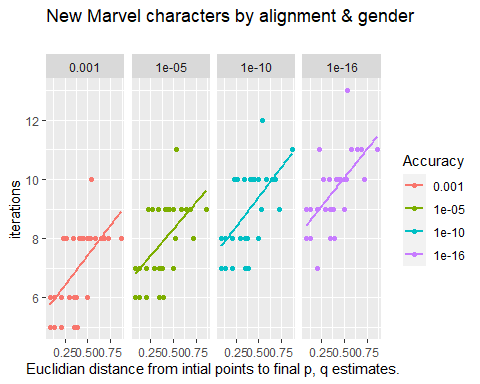 New Marvel characters by alignment & gender
0.001 1e-05 1e-10 1e-16
12
10
8
6
iterations
0.250.500.75 0.250.500.75 0.250.500.75 0.250.500.75
Euclidian distance from intial points to final p, q estimates.
Accuracy
0.001
1e-05
1e-10
1e-16